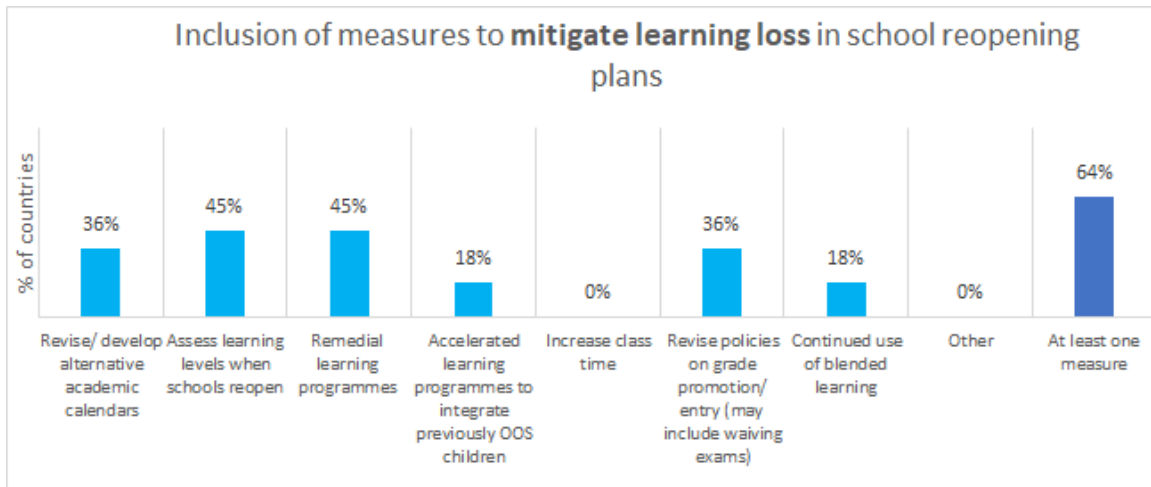 Inclusion of measures to mitigate learning loss in school reopening
plans
% of countries
36%
45%
45%
18%
0%
36%
18%
0%
64%
Revise/ develop
alternative
academic
calendars
Assess learning
levels when
schools reopen
Remedial
learning
programmes
Accelerated
learning
programmes to
integrate
previously OOS
children
Increase class
time
Revise policies
on grade
promotion/
entry (may
include waiving
exams)
Continued use
of blended
learning
Other
At least one
measure